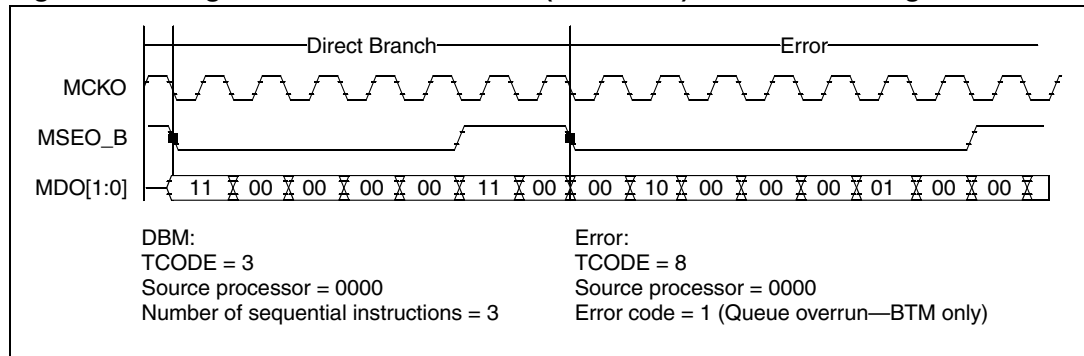 Direct Branch Error
MCKO
MSEO_B
MDO[1:0] 11 00 00 00 00 11 00 00 10 00 00 00 01 00 00
DBM: Error:
TCODE = 3 TCODE = 8
Source processor = 0000 Source processor = 0000
Number of sequential instructions = 3 Error code = 1 (Queue overrun—BTM only)